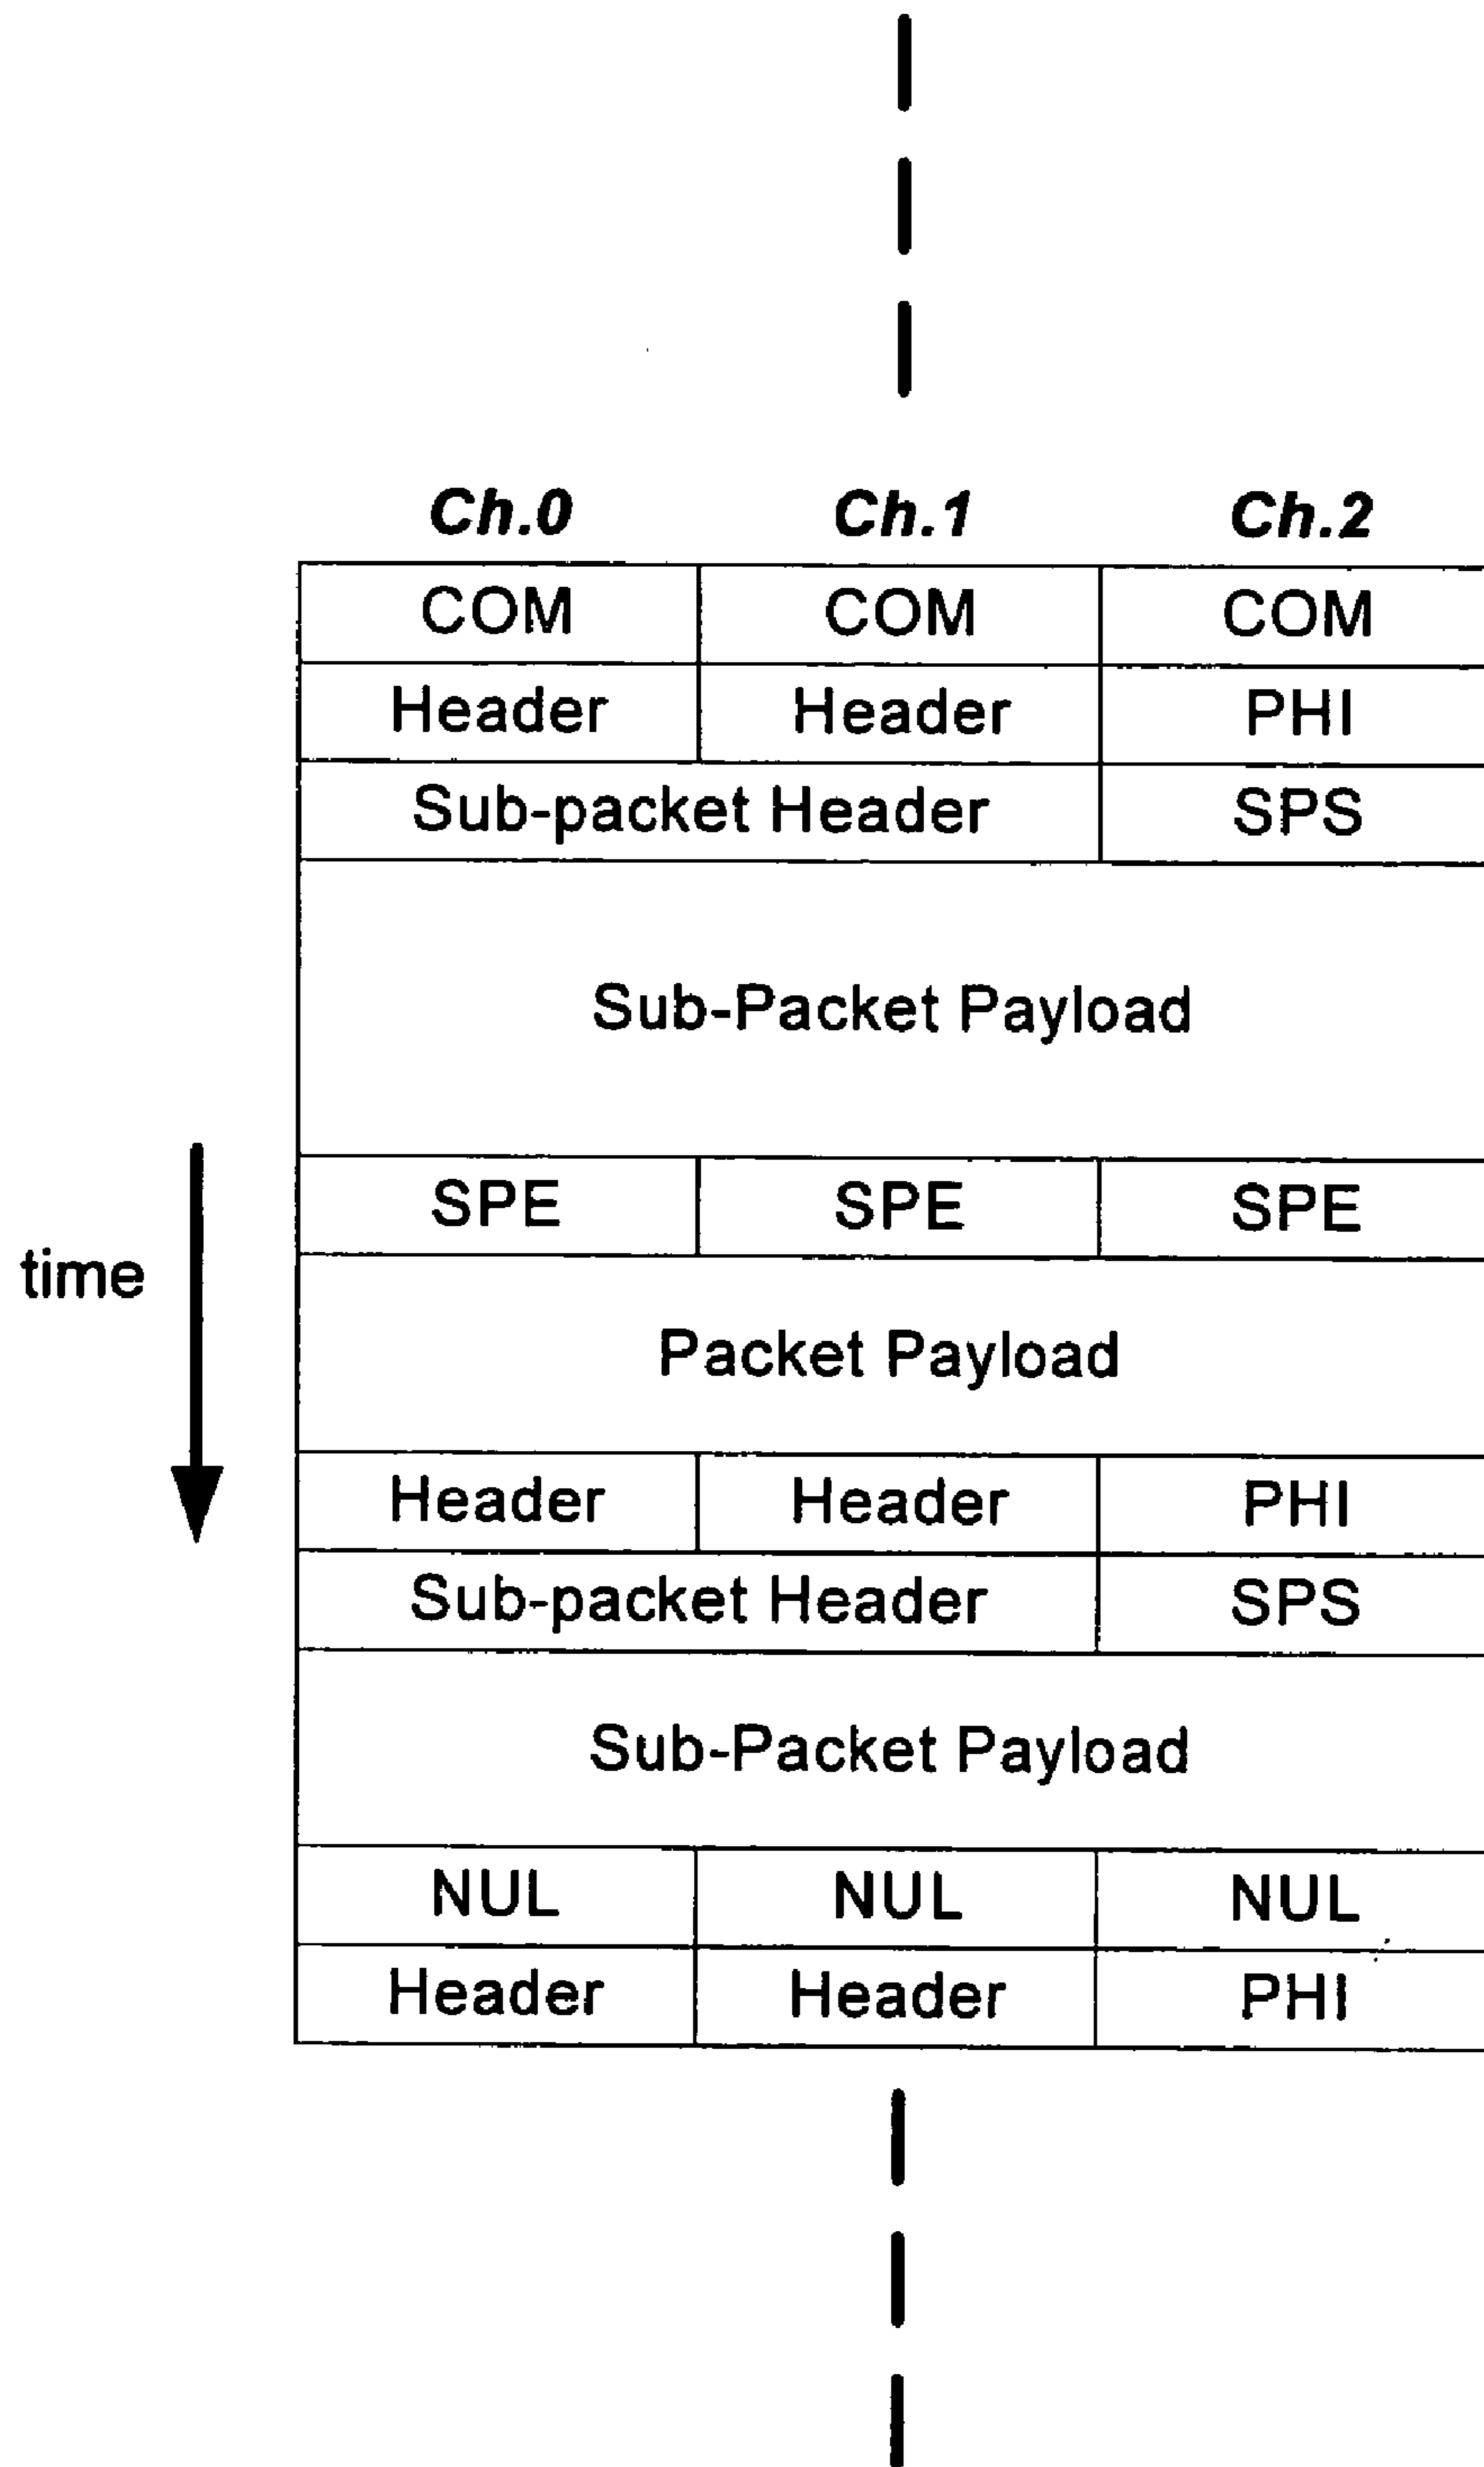 Ch.0 Ch.1 Ch.2
COM COM COM
Header Header PHI
Sub-packet Header SPS
Sub-Packet Payload
SPE SPE SPE
time
Packet Payload
Header Header PHI
Sub-packet Header SPS
Sub-Packet Payload
NUL NUL NUL
Header Header PHI